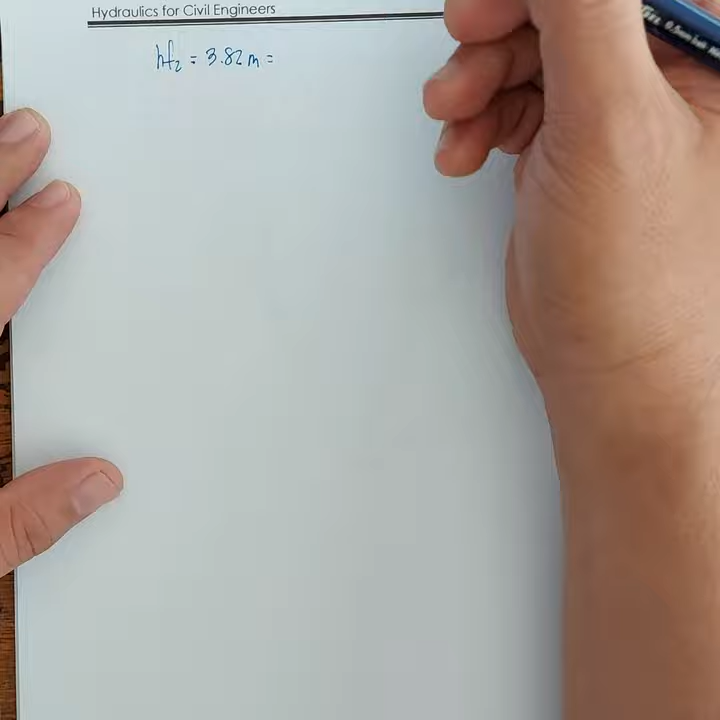 Hydraulics for Civil Engineers
hf₂ = 3.82 m =